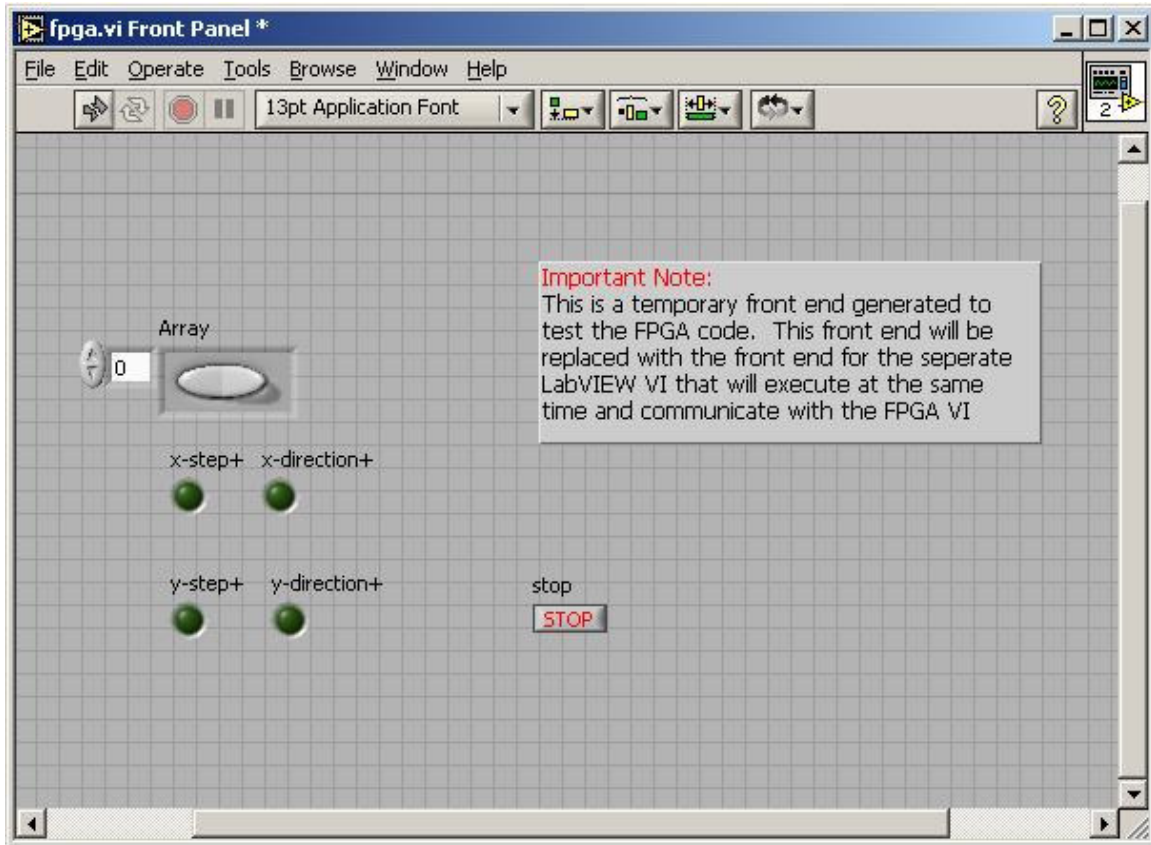 fpga.vi Front Panel *
File Edit Operate Tools Browse Window Help
13pt Application Font
2
Important Note:
This is a temporary front end generated to
test the FPGA code. This front end will be
replaced with the front end for the seperate
LabVIEW VI that will execute at the same
time and communicate with the FPGA VI
Array
0
x-step+ x-direction+
y-step+ y-direction+
stop
STOP